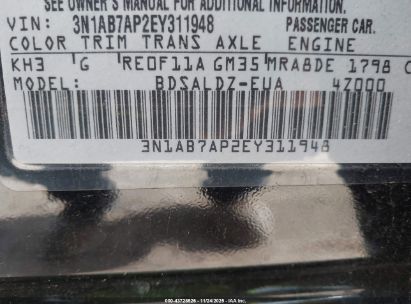 SEE OWNER'S MANUAL FOR ADDITIONAL INFORMATION.
VIN: 3N1AB7AP2EY311948 PASSENGER CAR.
COLOR TRIM TRANS AXLE ENGINE
KH3 G RE0F11A GM35 MRA8DE 1798 C
MODEL: BDSALDZ-EUA 4Z000
3N1AB7AP2EY311948